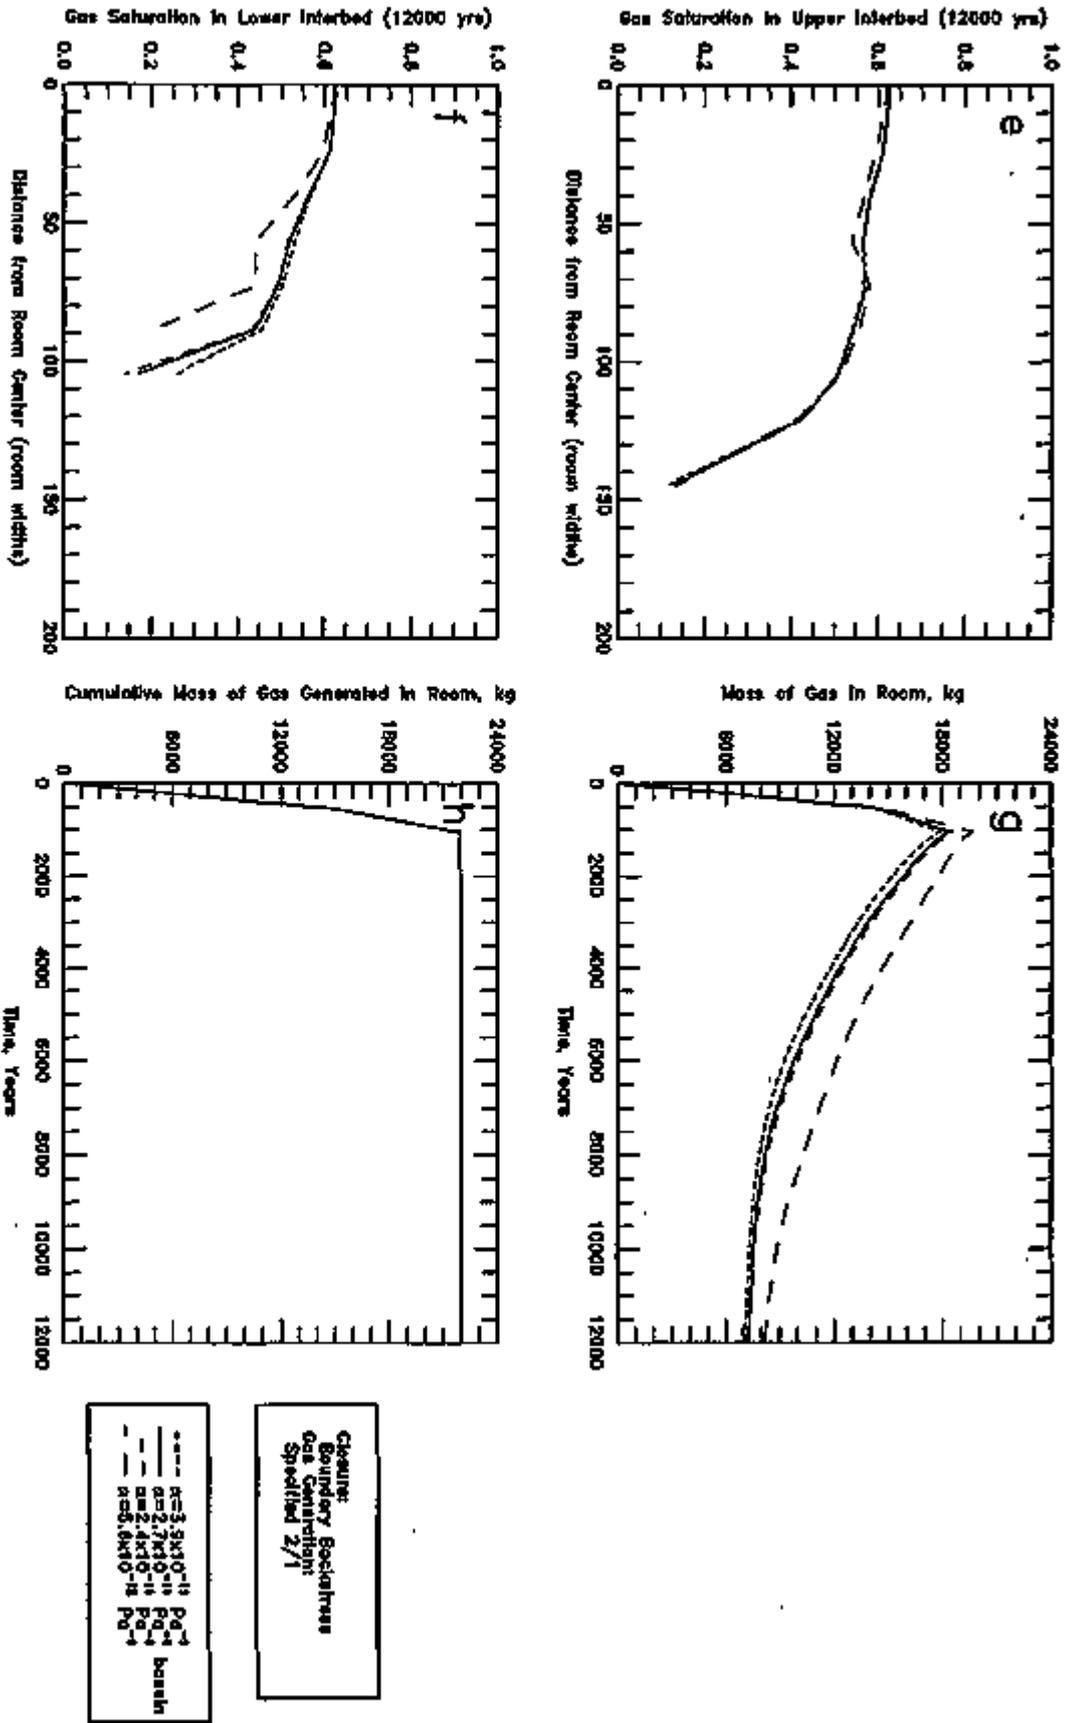 Gas Saturation in Upper Interbed (12000 yrs)
1.0
0.8
0.6
0.4
0.2
0.0
e
0 50 100 150 200
Distance from Room Center (room widths)
Mass of Gas in Room, kg
24000
18000
12000
6000
0
g
0 2000 4000 6000 8000 10000 12000
Time, Years
Gas Saturation in Lower Interbed (12000 yrs)
1.0
0.8
0.6
0.4
0.2
0.0
f
0 50 100 150 200
Distance from Room Center (room widths)
Cumulative Mass of Gas Generated in Room, kg
24000
18000
12000
6000
0
h
0 2000 4000 6000 8000 10000 12000
Time, Years
Closure:
Boundary Backstress
Gas Generation:
Specified 2/1